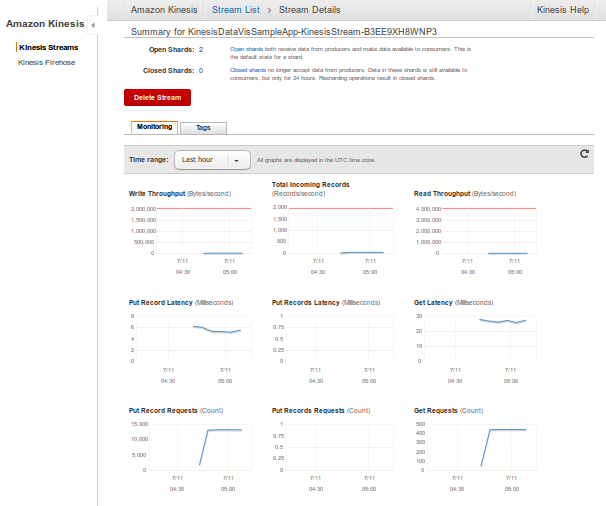 Amazon Kinesis
Kinesis Streams
Kinesis Firehose
Amazon Kinesis Stream List > Stream Details Kinesis Help
Summary for KinesisDataVisSampleApp-KinesisStream-B3EE9XH8WNP3
Open Shards: 2 Open shards both receive data from producers and make data available to consumers. This is
the default state for a shard.
Closed Shards: 0 Closed shards no longer accept data from producers. Data in these shards is still available to
consumers, but only for 24 hours. Resharding operations result in closed shards.
Delete Stream
Monitoring Tags
Time range: Last hour All graphs are displayed in the UTC time zone.
Write Throughput (Bytes/second)
2,000,000
1,500,000
1,000,000
500,000
0
7/11 7/11
04:30 05:00
Total Incoming Records
(Records/second)
2,000
1,500
1,000
500
0
7/11 7/11
04:30 05:00
Read Throughput (Bytes/second)
4,000,000
3,000,000
2,000,000
1,000,000
0
7/11 7/11
04:30 05:00
Put Record Latency (Milliseconds)
8
6
4
2
0
7/11 7/11
04:30 05:00
Put Records Latency (Milliseconds)
1
0.75
0.5
0.25
0
7/11 7/11
04:30 05:00
Get Latency (Milliseconds)
30
20
10
0
7/11 7/11
04:30 05:00
Put Record Requests (Count)
15,000
10,000
5,000
0
7/11 7/11
04:30 05:00
Put Records Requests (Count)
1
0.75
0.5
0.25
0
7/11 7/11
04:30 05:00
Get Requests (Count)
500
400
300
200
100
0
7/11 7/11
04:30 05:00